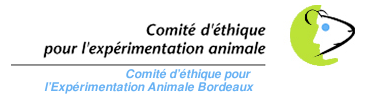 Comité d'éthique
pour l'expérimentation animale
Comité d'éthique pour
l'Expérimentation Animale Bordeaux